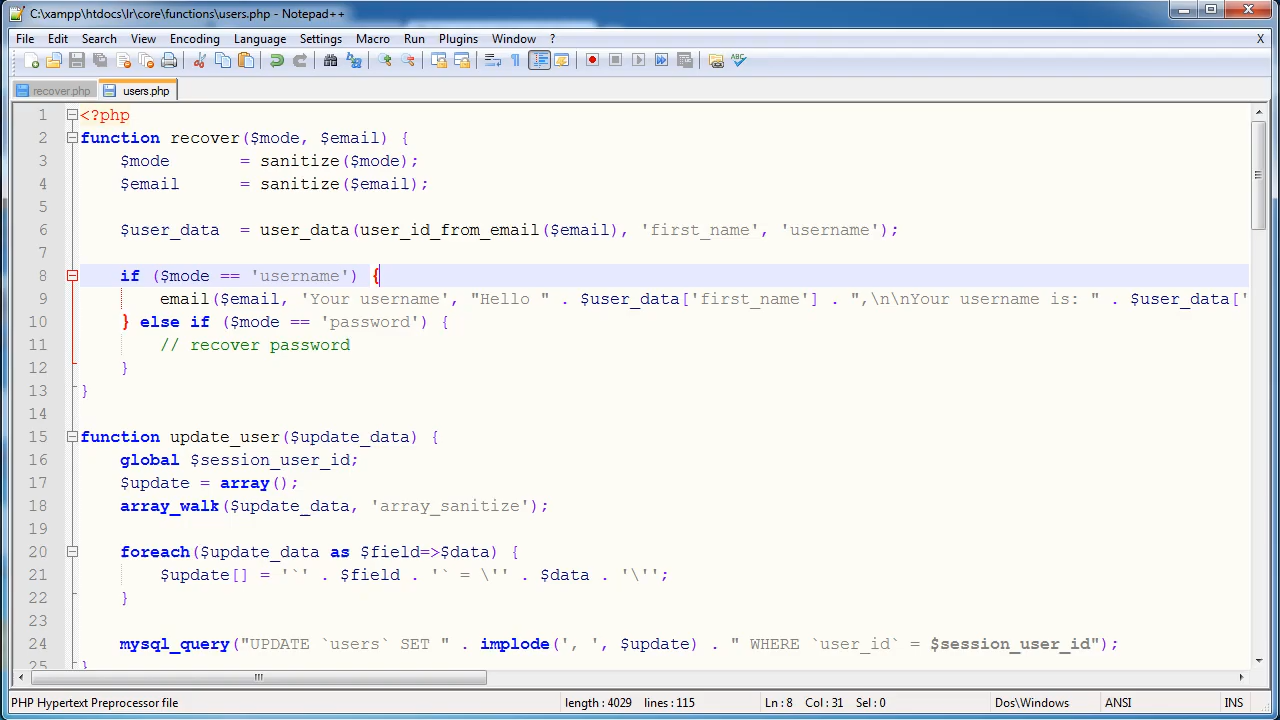 C:\xampp\htdocs\lr\core\functions\users.php - Notepad++
File Edit Search View Encoding Language Settings Macro Run Plugins Window ? X
recover.php users.php
1 <?php
2 function recover($mode, $email) {
3 $mode = sanitize($mode);
4 $email = sanitize($email);
5
6 $user_data = user_data(user_id_from_email($email), 'first_name', 'username');
7
8 if ($mode == 'username') {
9 email($email, 'Your username', "Hello " . $user_data['first_name'] . ",\n\nYour username is: " . $user_data['
10 } else if ($mode == 'password') {
11 // recover password
12 }
13 }
14
15 function update_user($update_data) {
16 global $session_user_id;
17 $update = array();
18 array_walk($update_data, 'array_sanitize');
19
20 foreach($update_data as $field=>$data) {
21 $update[] = '`' . $field . '` = \'' . $data . '\'';
22 }
23
24 mysql_query("UPDATE `users` SET " . implode(', ', $update) . " WHERE `user_id` = $session_user_id");
25 }
PHP Hypertext Preprocessor file length : 4029 lines : 115 Ln : 8 Col : 31 Sel : 0 Dos\Windows ANSI INS